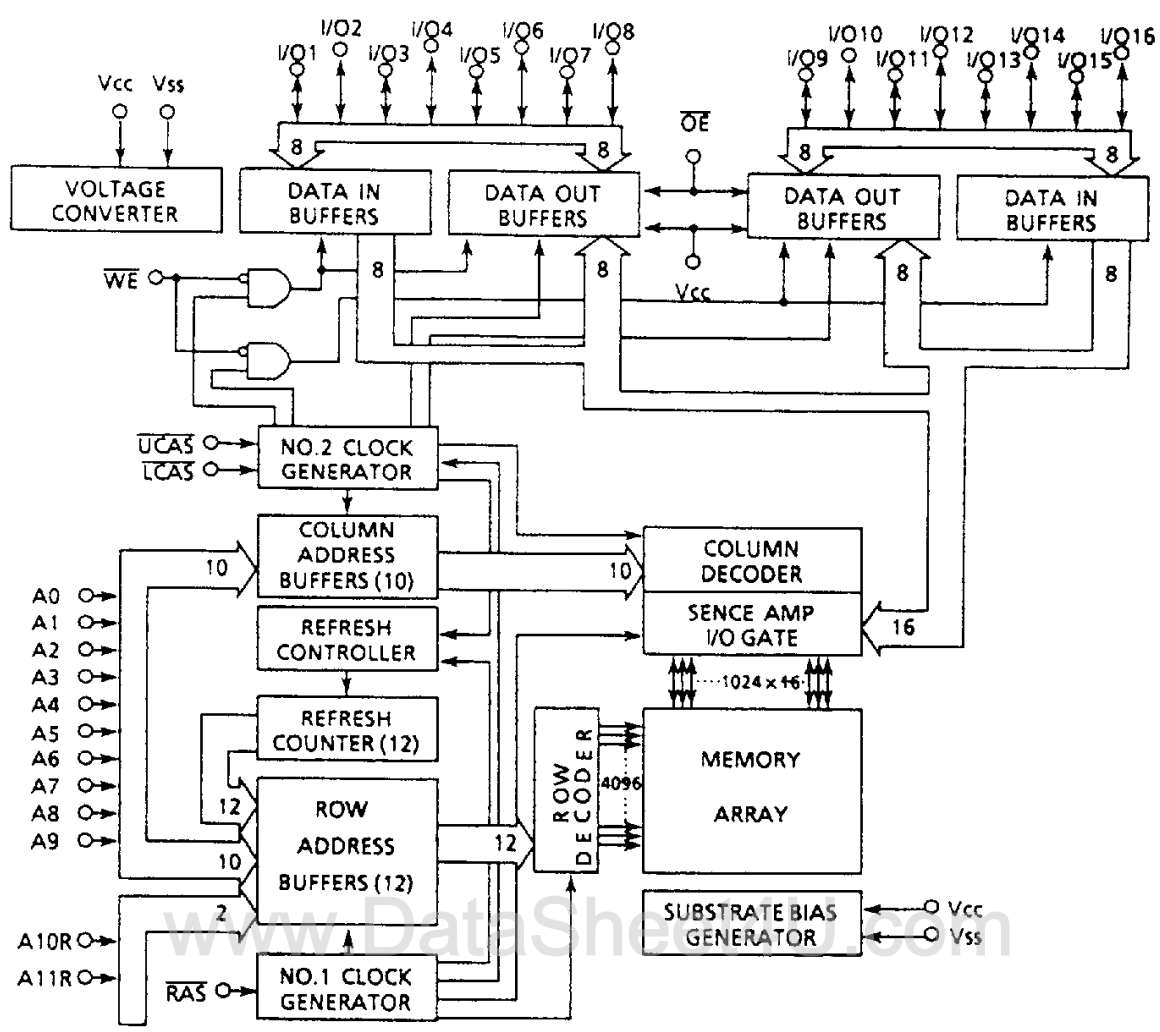 I/O1 I/O2 I/O3 I/O4 I/O5 I/O6 I/O7 I/O8
I/O9 I/O10 I/O11 I/O12 I/O13 I/O14 I/O15 I/O16
Vcc Vss
OE
8 8 8 8
VOLTAGE
CONVERTER
DATA IN
BUFFERS
DATA OUT
BUFFERS
DATA OUT
BUFFERS
DATA IN
BUFFERS
WE
8 8 8 8
Vcc
UCAS
LCAS
NO.2 CLOCK
GENERATOR
COLUMN
ADDRESS
BUFFERS (10)
10
10
COLUMN
DECODER
SENCE AMP
I/O GATE
16
A0
A1
A2
A3
A4
A5
A6
A7
A8
A9
REFRESH
CONTROLLER
REFRESH
COUNTER (12)
1024 x 16
12
10
2
ROW
ADDRESS
BUFFERS (12)
12
ROW
DECODER
4096
MEMORY
ARRAY
A10R
A11R
SUBSTRATE BIAS
GENERATOR
Vcc
Vss
RAS
NO.1 CLOCK
GENERATOR
www.DataSheet4U.com